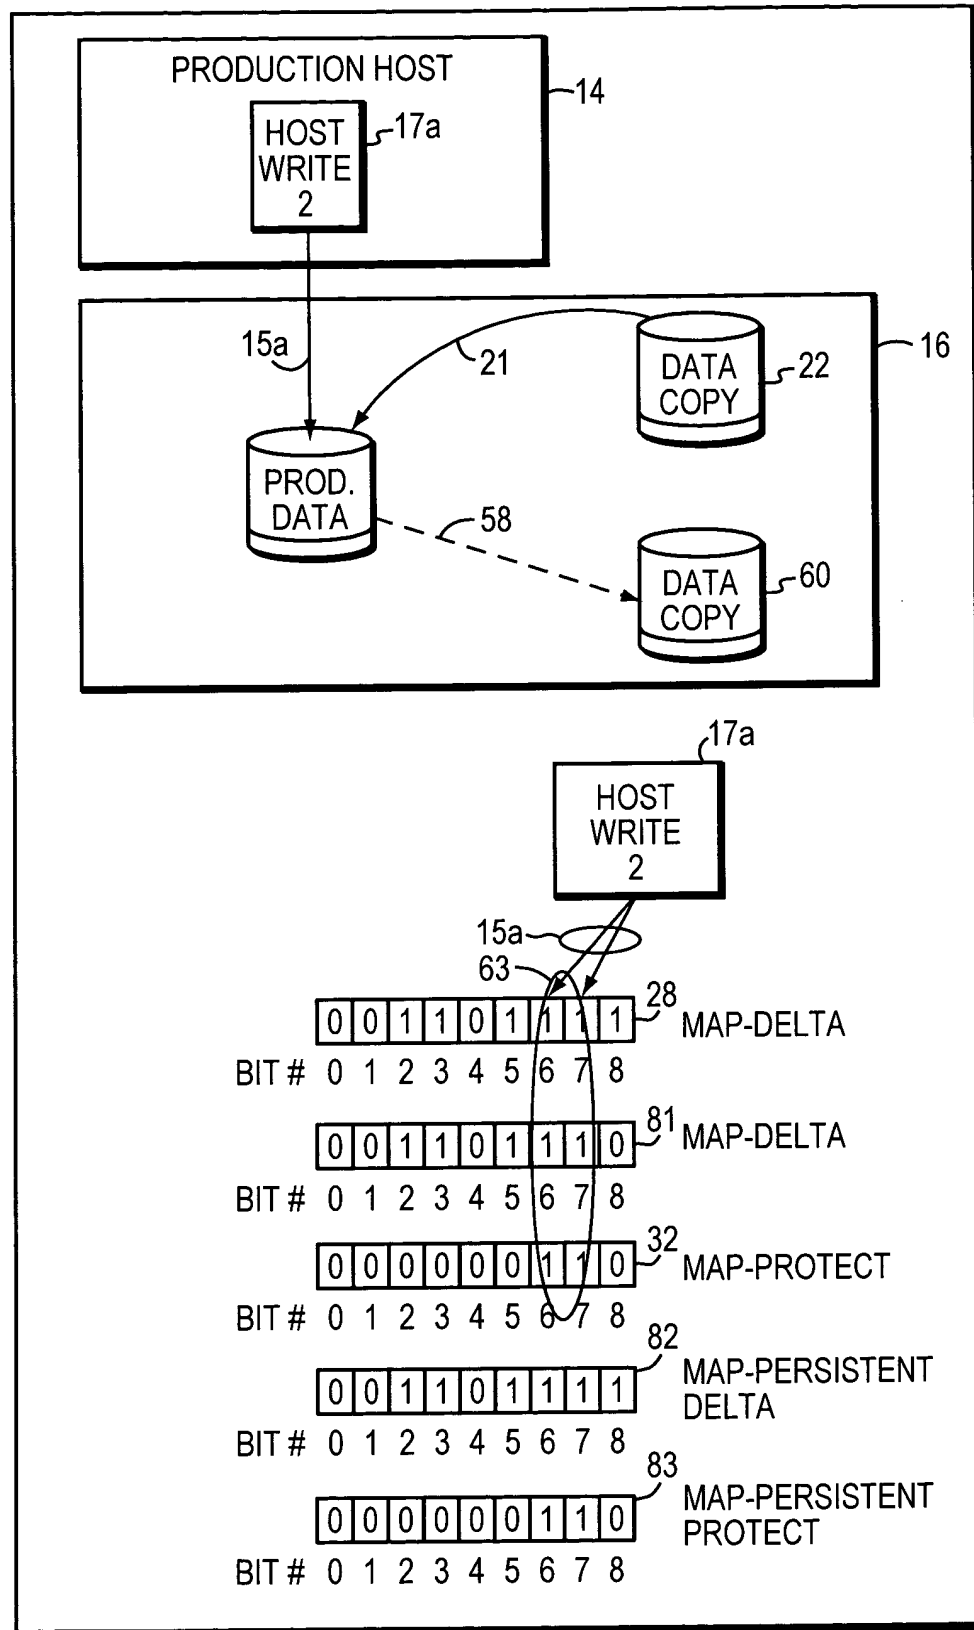 PRODUCTION HOST
14
HOST
WRITE
2
17a
15a
21
16
DATA
COPY
22
PROD.
DATA
58
DATA
COPY
60
17a
HOST
WRITE
2
15a
63
28
0 0 1 1 0 1 1 1 1 MAP-DELTA
BIT # 0 1 2 3 4 5 6 7 8
81
0 0 1 1 0 1 1 1 0 MAP-DELTA
BIT # 0 1 2 3 4 5 6 7 8
32
0 0 0 0 0 0 1 1 0 MAP-PROTECT
BIT # 0 1 2 3 4 5 6 7 8
82
0 0 1 1 0 1 1 1 1 MAP-PERSISTENT
DELTA
BIT # 0 1 2 3 4 5 6 7 8
83
0 0 0 0 0 0 1 1 0 MAP-PERSISTENT
PROTECT
BIT # 0 1 2 3 4 5 6 7 8